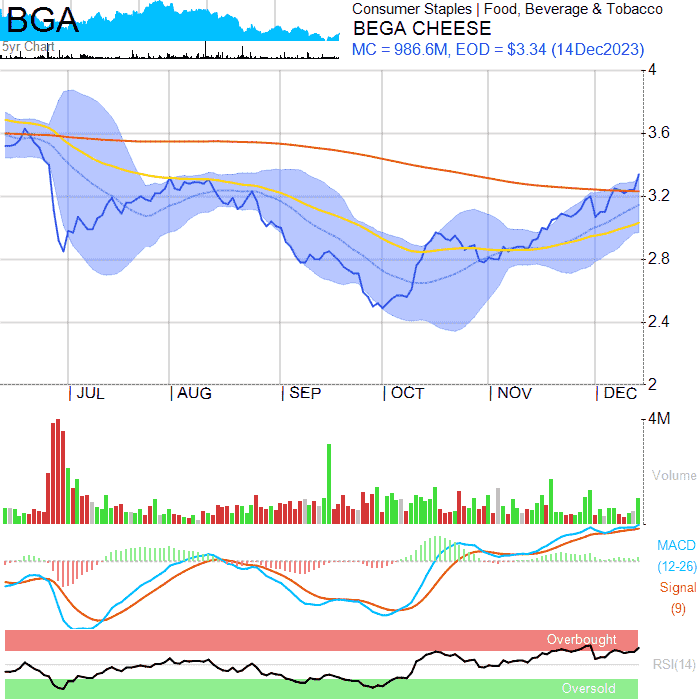 BGA
5yr Chart
Consumer Staples | Food, Beverage & Tobacco
BEGA CHEESE
MC = 986.6M, EOD = $3.34 (14Dec2023)
4
3.6
3.2
2.8
2.4
2
JUL AUG SEP OCT NOV DEC
4M
Volume
MACD
(12-26)
Signal
(9)
Overbought
RSI(14)
Oversold